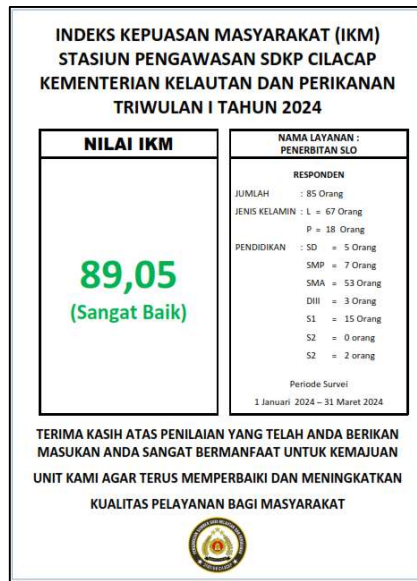 INDEKS KEPUASAN MASYARAKAT (IKM)
STASIUN PENGAWASAN SDKP CILACAP
KEMENTERIAN KELAUTAN DAN PERIKANAN
TRIWULAN I TAHUN 2024
NILAI IKM
89,05
(Sangat Baik)
NAMA LAYANAN :
PENERBITAN SLO
RESPONDEN
JUMLAH : 85 Orang
JENIS KELAMIN : L = 67 Orang
P = 18 Orang
PENDIDIKAN : SD = 5 Orang
SMP = 7 Orang
SMA = 53 Orang
DIII = 3 Orang
S1 = 15 Orang
S2 = 0 orang
S2 = 2 orang
Periode Survei
1 Januari 2024 – 31 Maret 2024
TERIMA KASIH ATAS PENILAIAN YANG TELAH ANDA BERIKAN
MASUKAN ANDA SANGAT BERMANFAAT UNTUK KEMAJUAN
UNIT KAMI AGAR TERUS MEMPERBAIKI DAN MENINGKATKAN
KUALITAS PELAYANAN BAGI MASYARAKAT